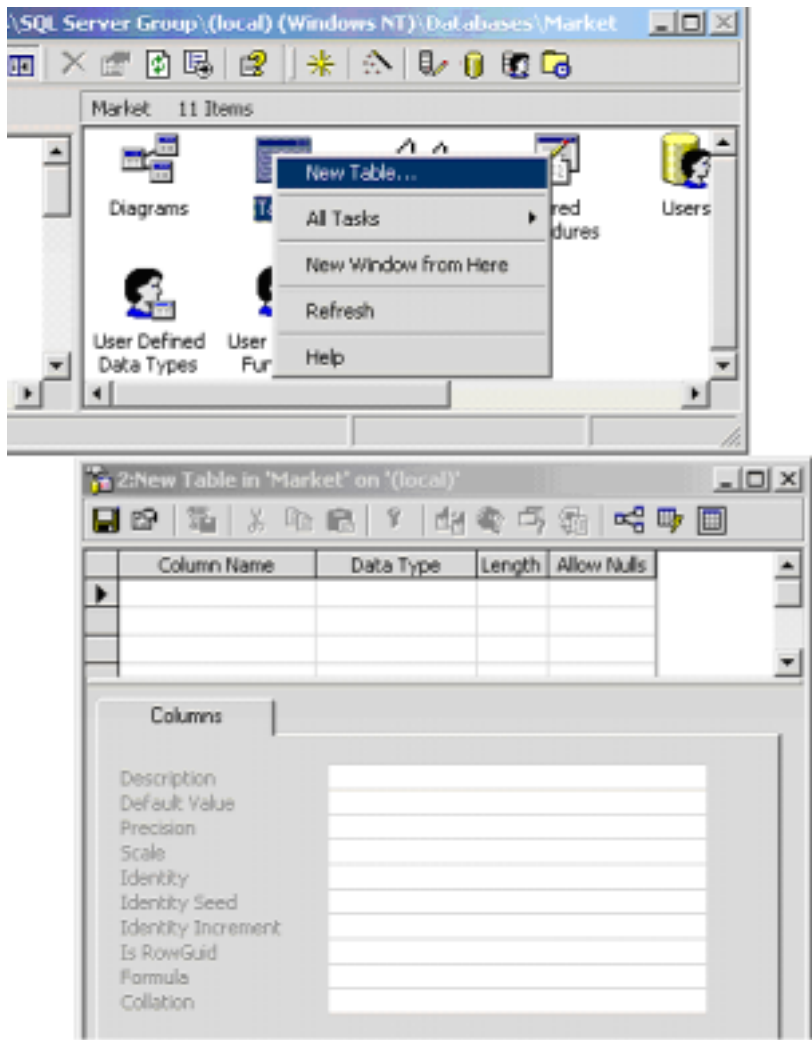 \SQL Server Group\(local) (Windows NT)\Databases\Market
Market 11 Items
Diagrams
New Table...
Users
All Tasks
New Window from Here
Refresh
Help
User Defined
Data Types
User
2:New Table in 'Market' on '(local)'
Column Name Data Type Length Allow Nulls
Columns
Description
Default Value
Precision
Scale
Identity
Identity Seed
Identity Increment
Is RowGuid
Formula
Collation